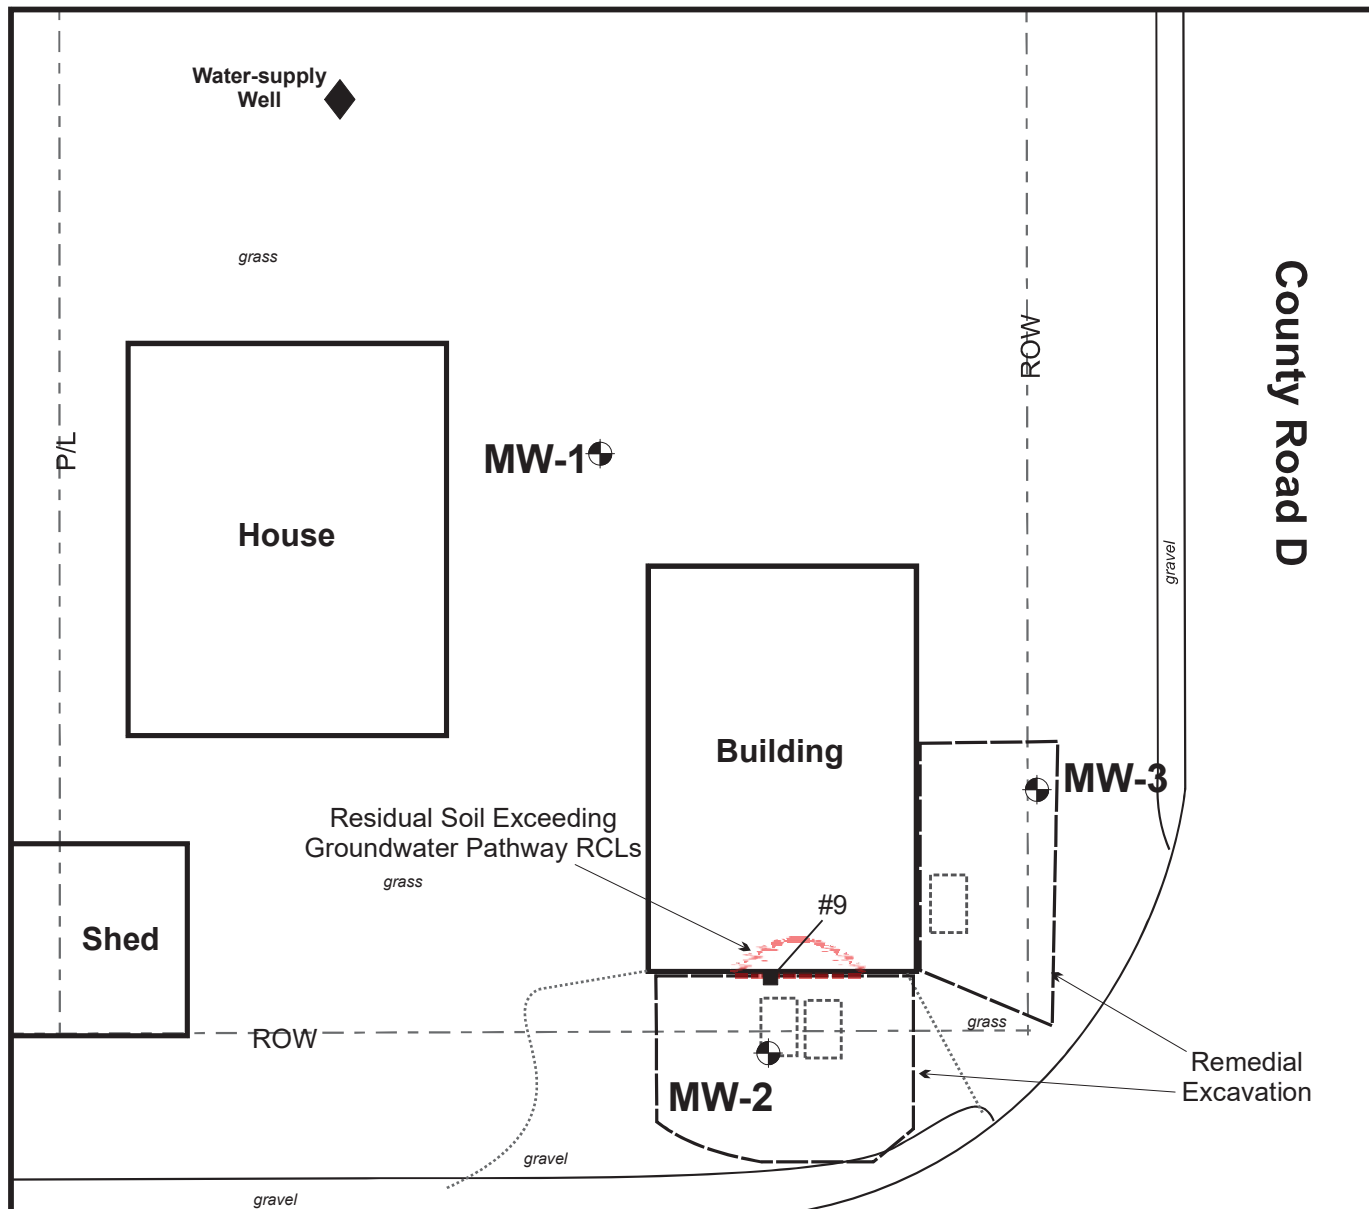 Water-supply
Well
grass
ROW
County Road D
P/L
MW-1
House
gravel
Building
MW-3
Residual Soil Exceeding
Groundwater Pathway RCLs
grass
#9
Shed
grass
ROW
Remedial
Excavation
MW-2
gravel
gravel